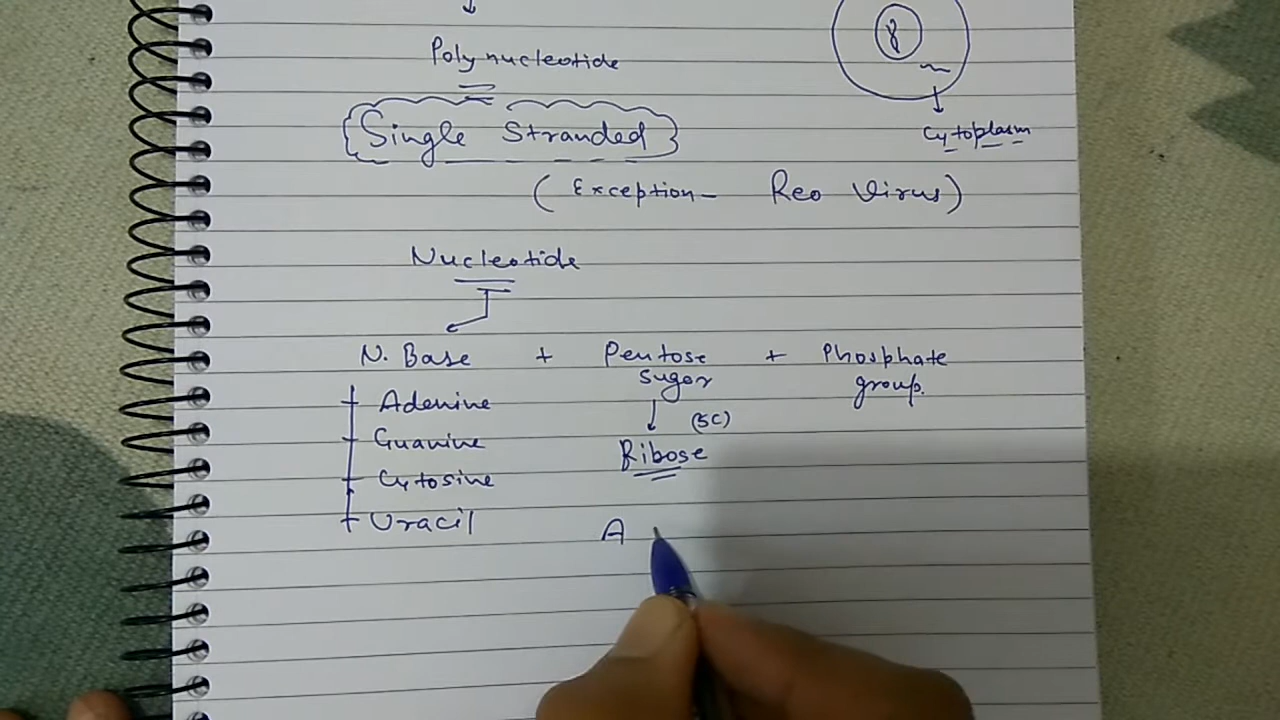 Poly nucleotide
Single Stranded
Cytoplasm
( Exception - Reo Virus )
Nucleotide
N. Base + Pentose sugar + Phosphate group.
Adenine
(5C)
Guanine
Ribose
Cytosine
Uracil
A